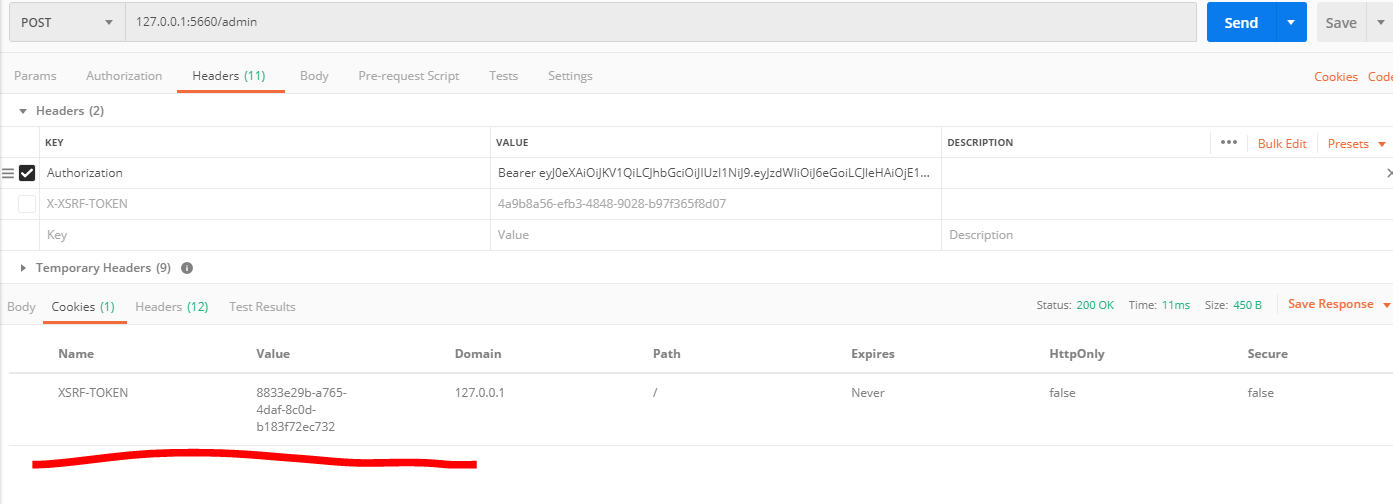 POST 127.0.0.1:5660/admin Send Save
Params Authorization Headers (11) Body Pre-request Script Tests Settings Cookies Code
Headers (2)
KEY VALUE DESCRIPTION ••• Bulk Edit Presets
Authorization Bearer eyJ0eXAiOiJKV1QiLCJhbGciOiJIUzI1NiJ9.eyJzdWIiOiJ6eGoiLCJleHAiOjE1...
X-XSRF-TOKEN 4a9b8a56-efb3-4848-9028-b97f365f8d07
Key Value Description
Temporary Headers (9)
Body Cookies (1) Headers (12) Test Results Status: 200 OK Time: 11ms Size: 450 B Save Response
Name Value Domain Path Expires HttpOnly Secure
XSRF-TOKEN 8833e29b-a765- 127.0.0.1 / Never false false
4daf-8c0d-
b183f72ec732